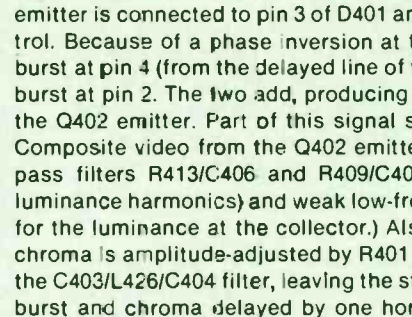 emitter is connected to pin 3 of D401 an
trol. Because of a phase inversion at t
burst at pin 4 (from the delayed line of
burst at pin 2. The two add, producing
the Q402 emitter. Part of this signal s
Composite video from the Q402 emitte
pass filters R413/C406 and R409/C40
luminance harmonics) and weak low-fre
for the luminance at the collector.) Als
chroma is amplitude-adjusted by R401
the C403/L426/C404 filter, leaving the st
burst and chroma delayed by one hor